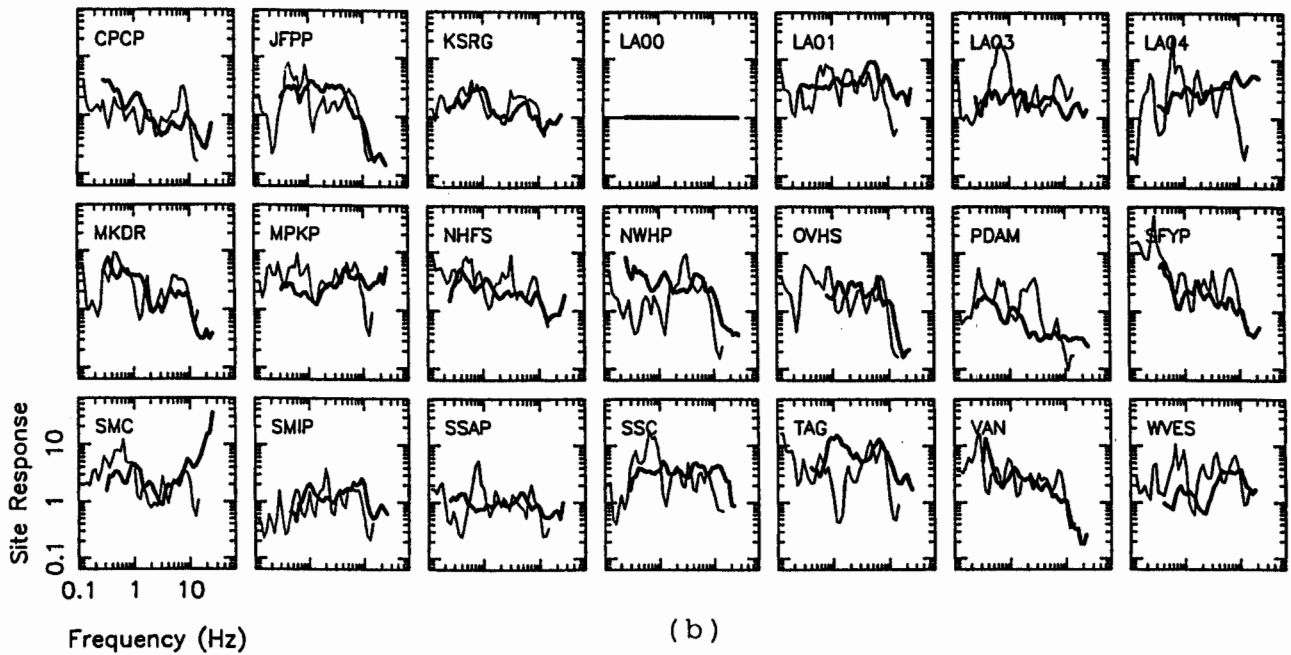 CPCP JFPP KSRG LA00 LA01 LA03 LA04
MKDR MPKP NHFS NWHP OVHS PDAM SFYP
SMC SMIP SSAP SSC TAG VAN WVES
Site Response
10
1
0.1
0.1 1 10
Frequency (Hz)
(b)